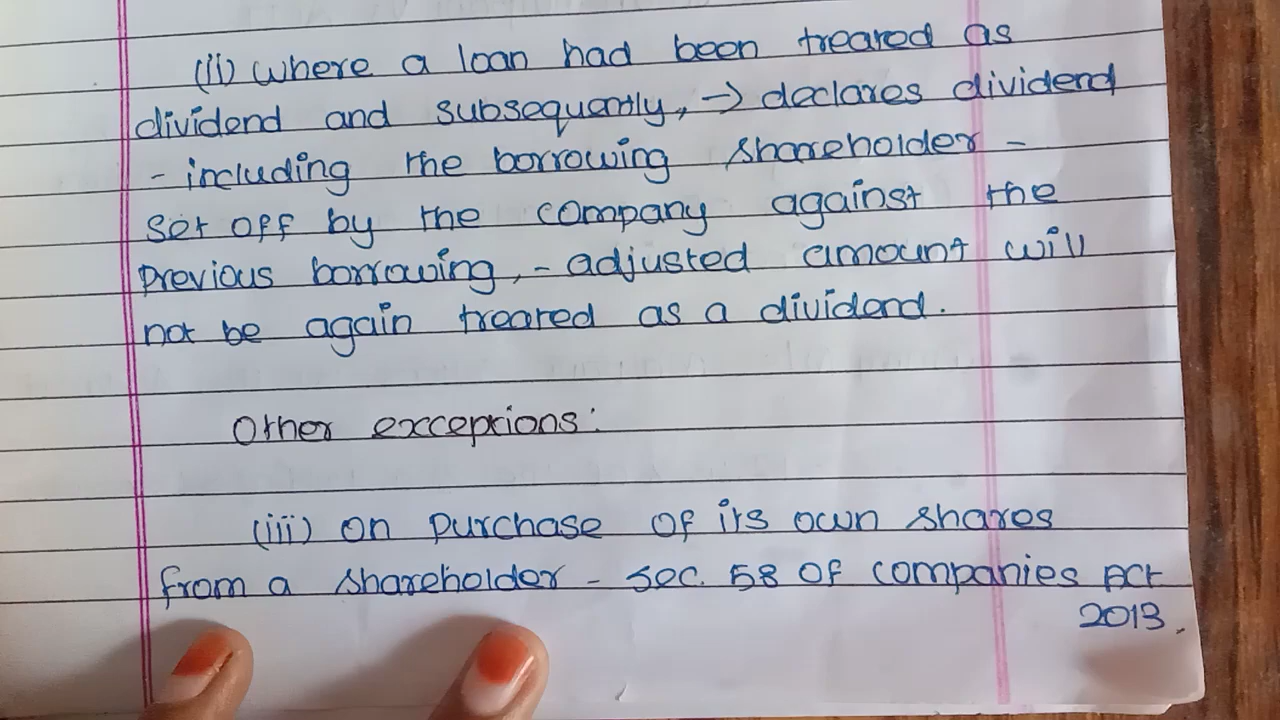 (ii) where a loan had been treated as
dividend and subsequently, → declares dividend
- including the borrowing shareholder -
set off by the company against the
previous borrowing, - adjusted amount will
not be again treated as a dividend.
Other exceptions:
(iii) on purchase of its own shares
from a shareholder - sec. 58 of companies Act
2013.